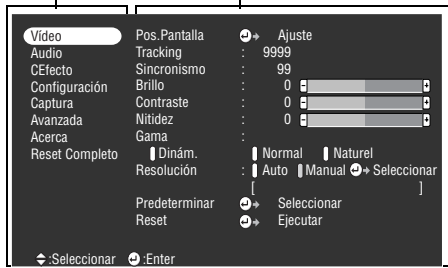 Vídeo
Audio
CEfecto
Configuración
Captura
Avanzada
Acerca
Reset Completo
Pos.Pantalla Ajuste
Tracking : 9999
Sincronismo : 99
Brillo : 0 - +
Contraste : 0 - +
Nitidez : 0 - +
Gama :
Dinám. Normal Naturel
Resolución : Auto Manual Seleccionar
[ ]
Predeterminar Seleccionar
Reset Ejecutar
:Seleccionar :Enter